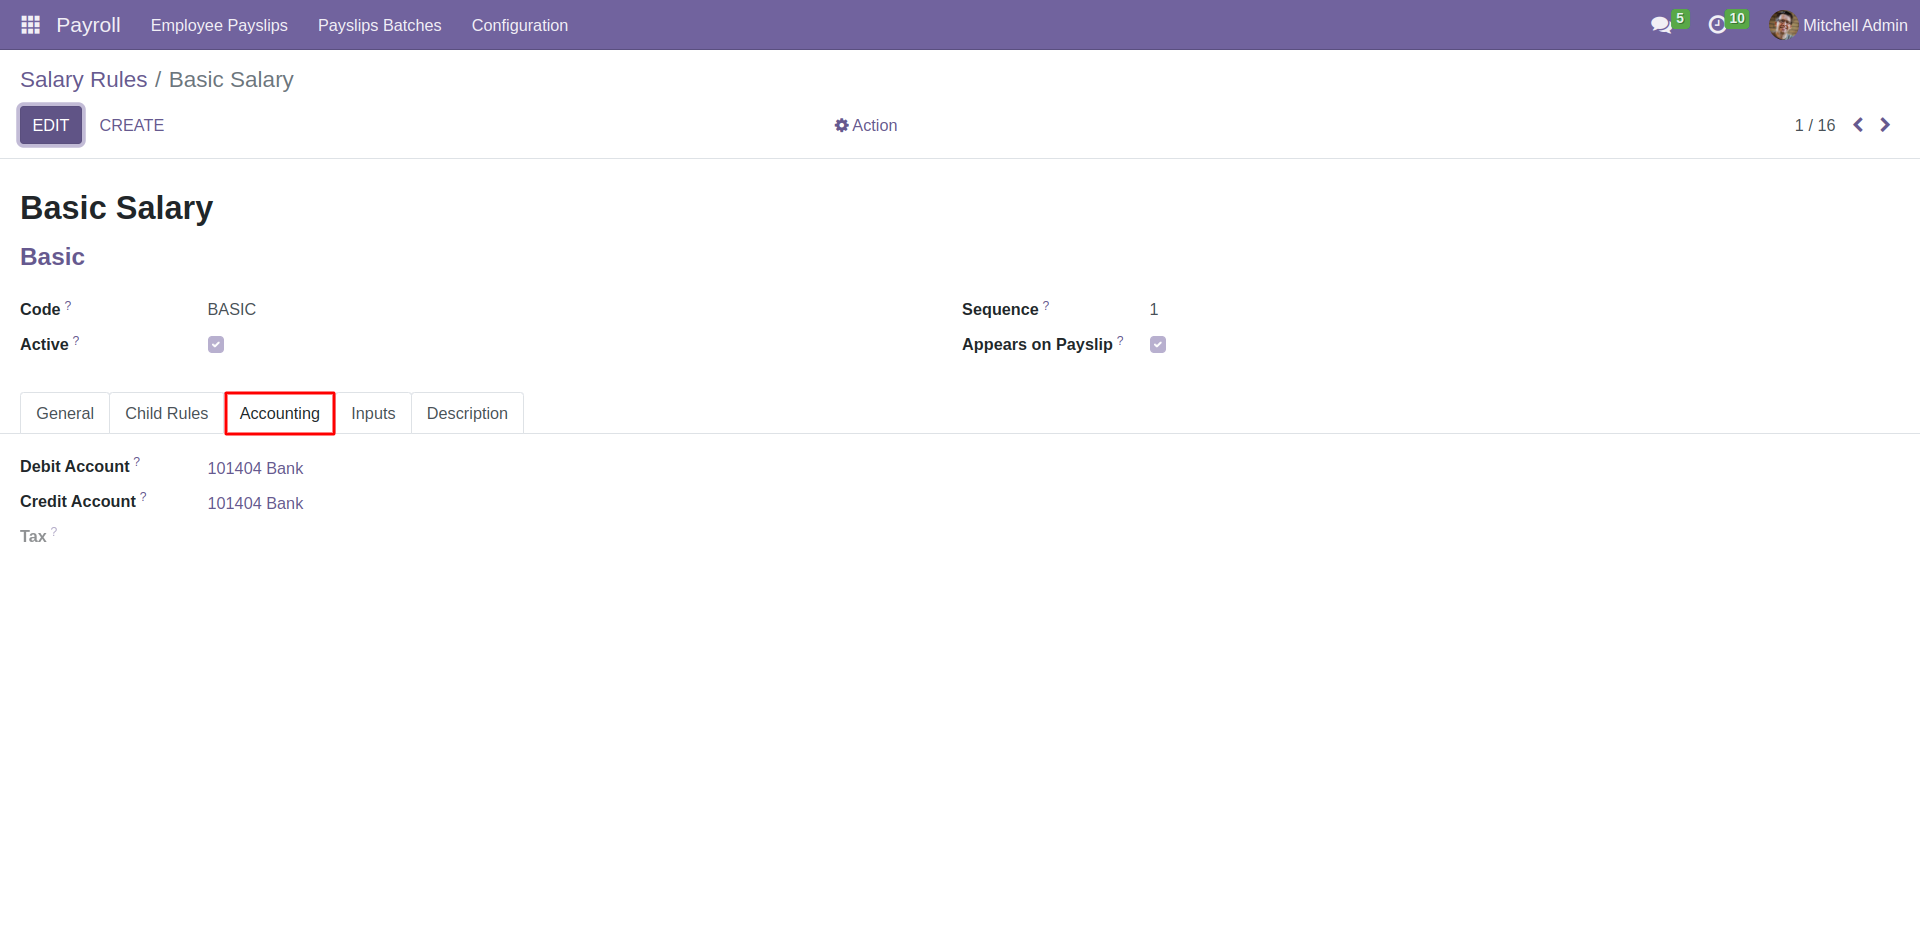 Payroll Employee Payslips Payslips Batches Configuration 5 10 Mitchell Admin
Salary Rules / Basic Salary
EDIT CREATE Action 1 / 16
Basic Salary
Basic
Code ? BASIC Sequence ? 1
Active ? Appears on Payslip ?
General Child Rules Accounting Inputs Description
Debit Account ? 101404 Bank
Credit Account ? 101404 Bank
Tax ?